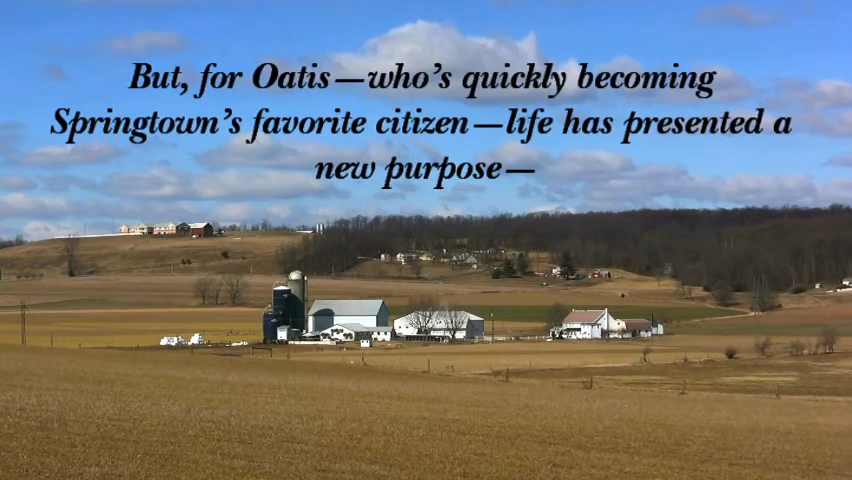 But, for Oatis—who's quickly becoming
Springtown's favorite citizen—life has presented a
new purpose—